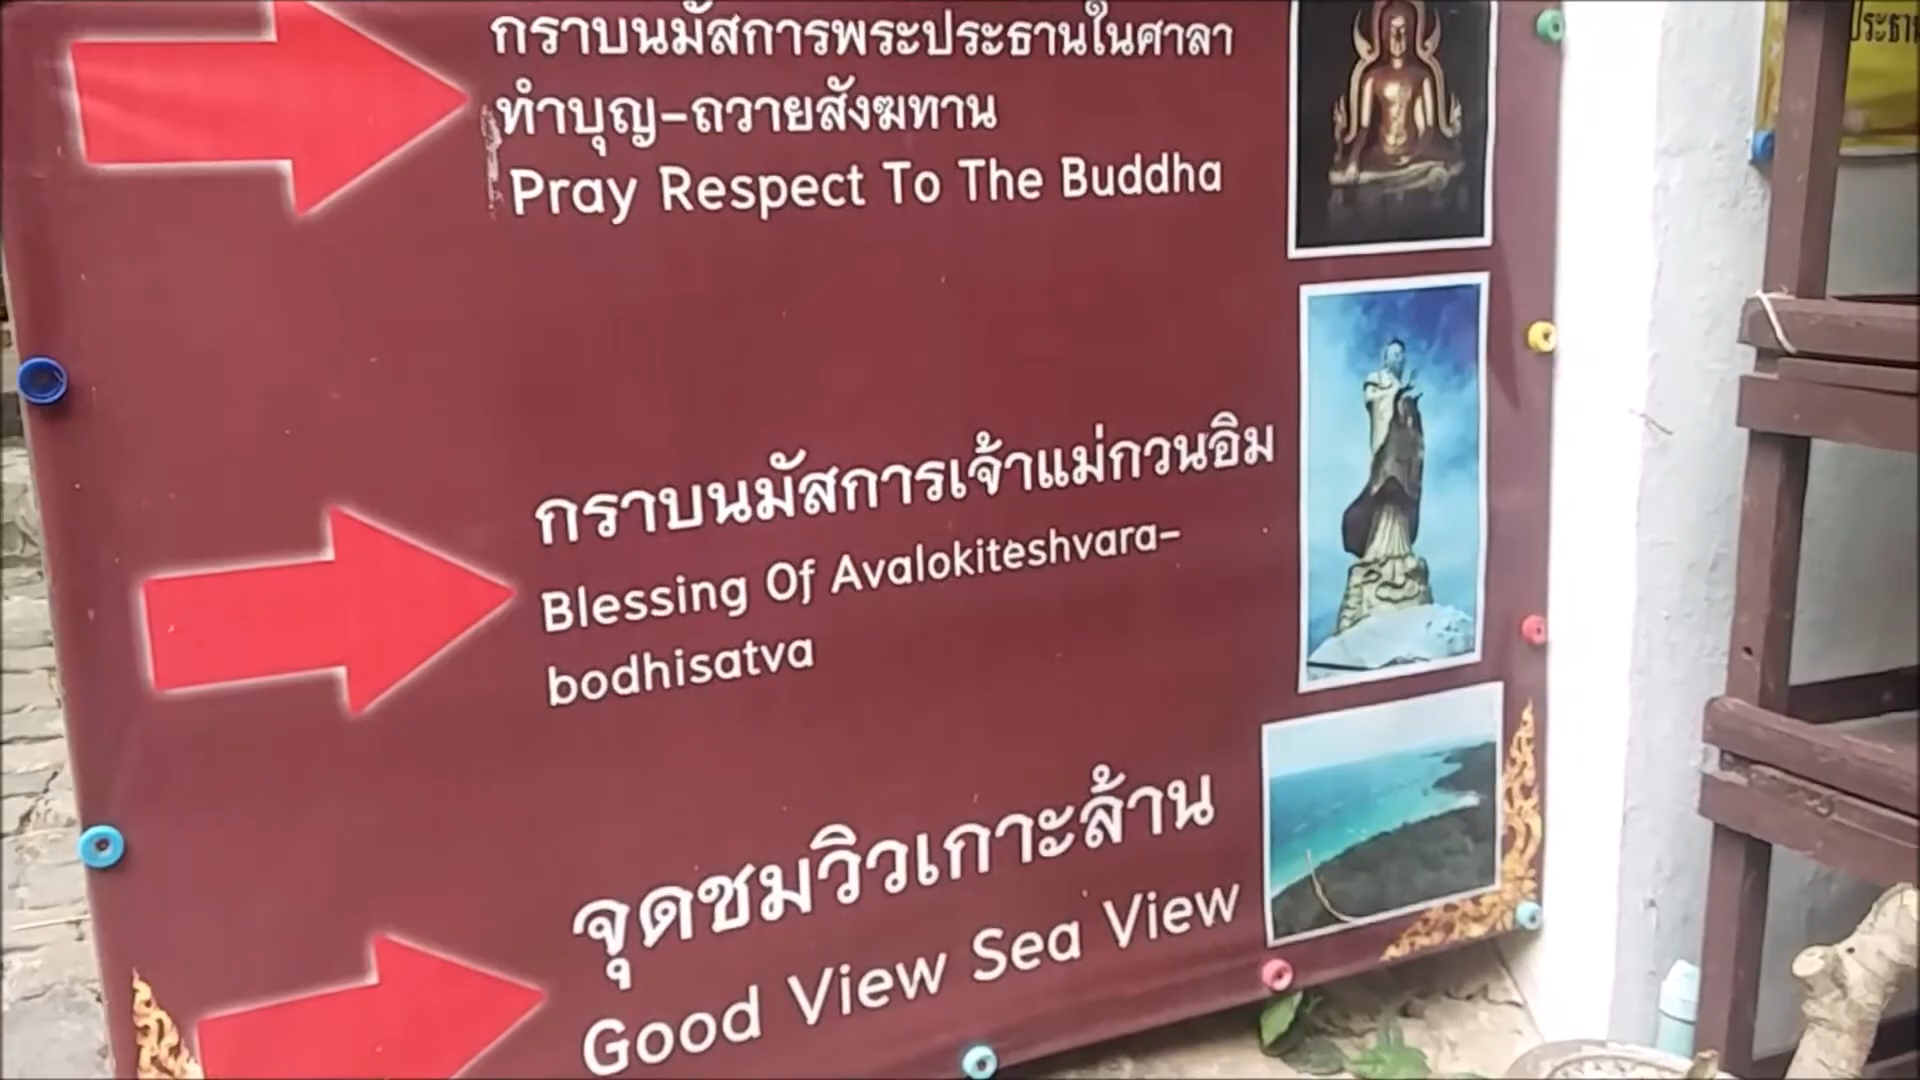 กราบนมัสการพระประธานในศาลา
ทำบุญ-ถวายสังฆทาน
Pray Respect To The Buddha
กราบนมัสการเจ้าแม่กวนอิม
Blessing Of Avalokiteshvara-
bodhisatva
จุดชมวิวเกาะล้าน
Good View Sea View